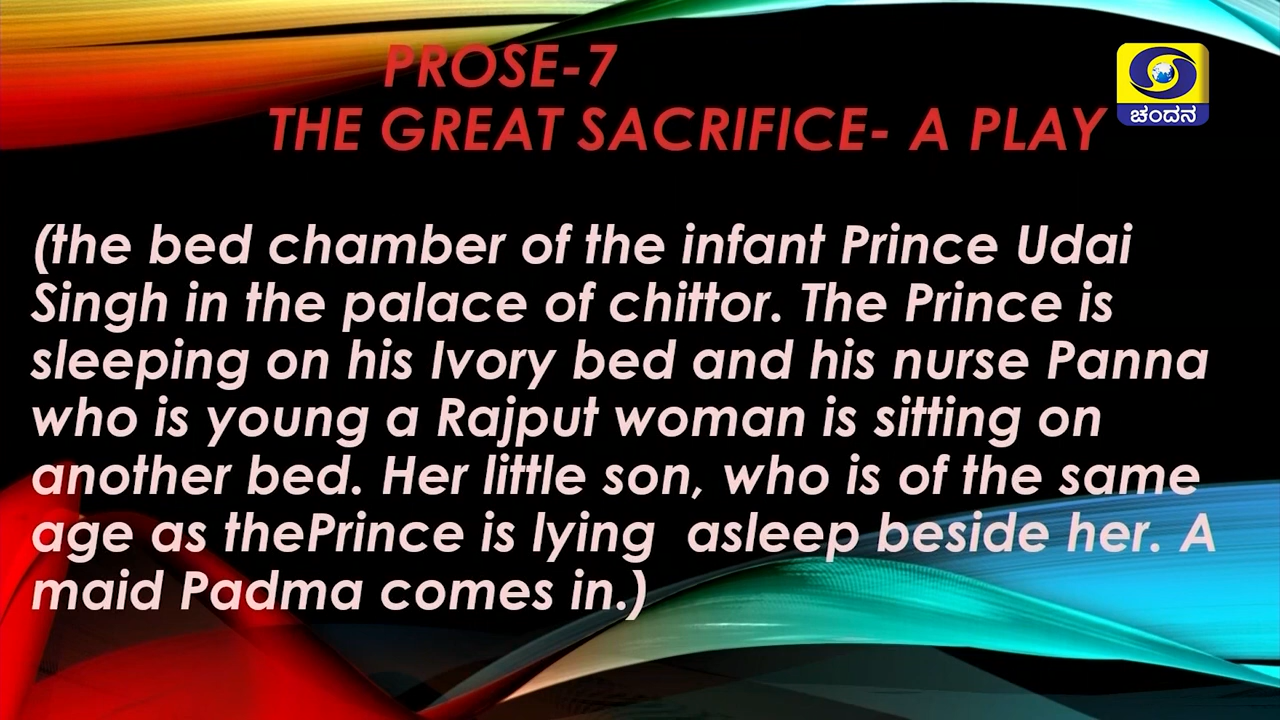 PROSE-7
THE GREAT SACRIFICE- A PLAY
ಚಂದನ
(the bed chamber of the infant Prince Udai
Singh in the palace of chittor. The Prince is
sleeping on his Ivory bed and his nurse Panna
who is young a Rajput woman is sitting on
another bed. Her little son, who is of the same
age as thePrince is lying  asleep beside her. A
maid Padma comes in.)